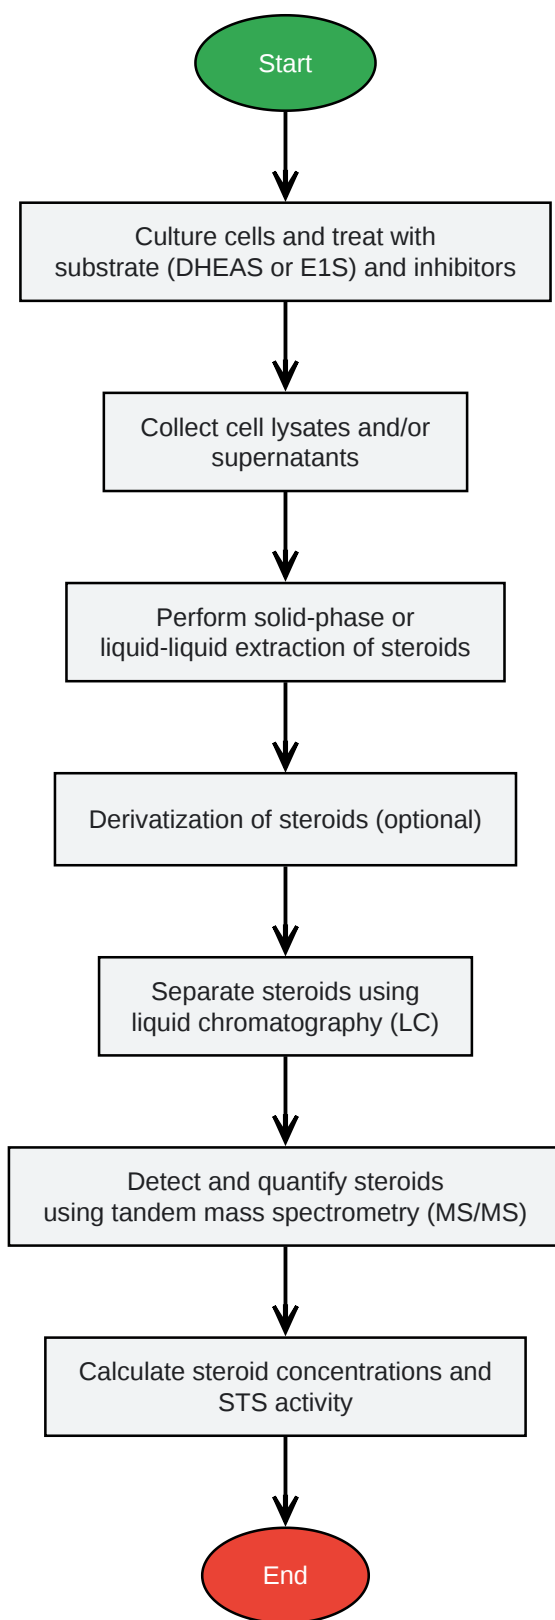 Start
Culture cells and treat with
substrate (DHEAS or E1S) and inhibitors
Collect cell lysates and/or
supernatants
Perform solid-phase or
liquid-liquid extraction of steroids
Derivatization of steroids (optional)
Separate steroids using
liquid chromatography (LC)
Detect and quantify steroids
using tandem mass spectrometry (MS/MS)
Calculate steroid concentrations and
STS activity
End